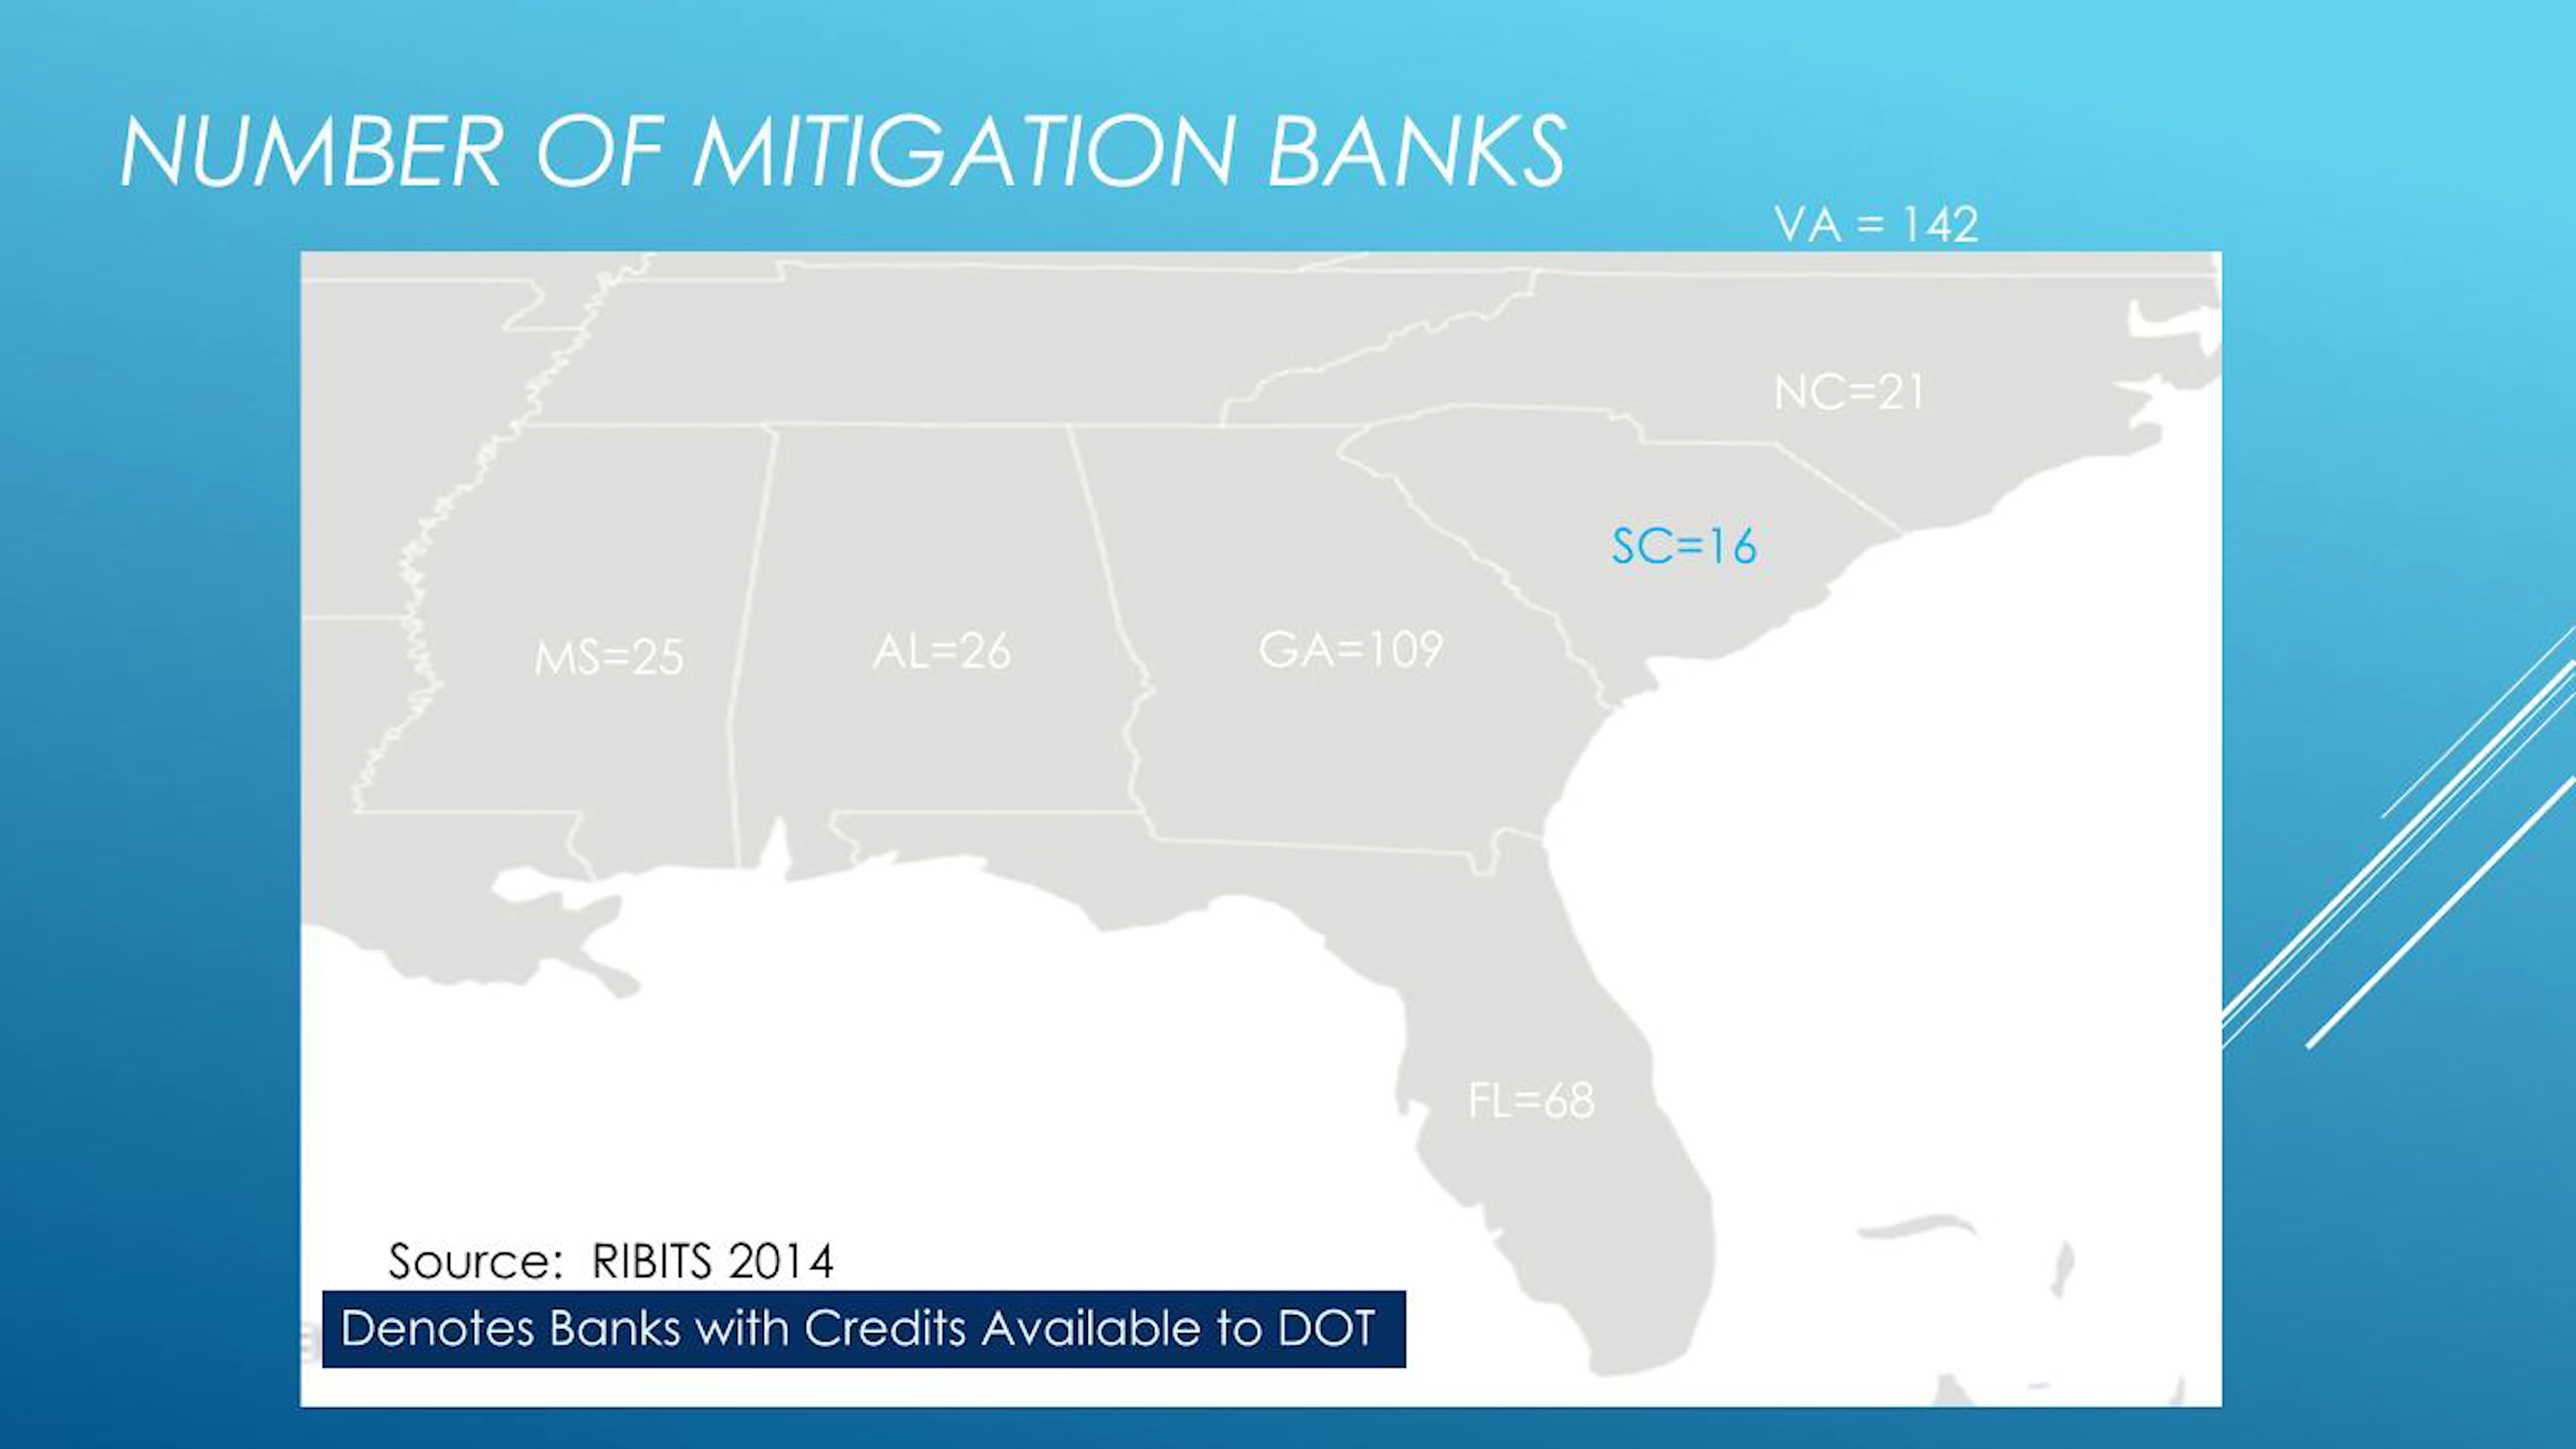 NUMBER OF MITIGATION BANKS
VA = 142
NC=21
SC=16
MS=25
AL=26
GA=109
FL=68
Source: RIBITS 2014
Denotes Banks with Credits Available to DOT